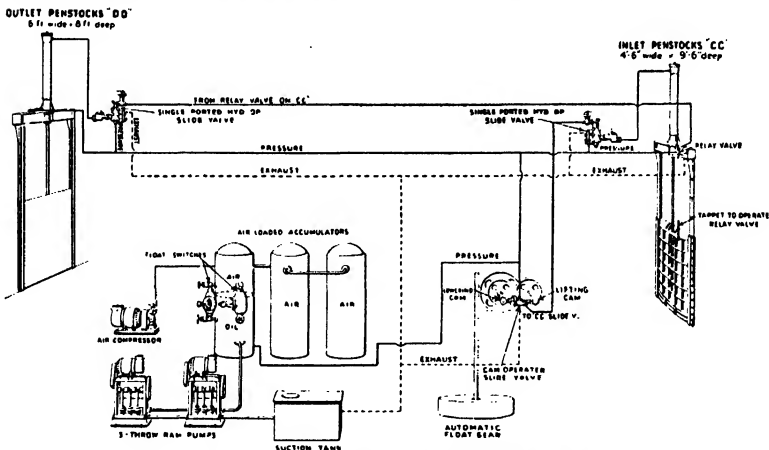 OUTLET PENSTOCKS "DD"
6 ft wide × 8 ft deep
INLET PENSTOCKS "CC"
4'-6" wide × 9'-6" deep
FROM RELAY VALVE ON CC'
SINGLE PORTED HYD OP
SLIDE VALVE
EXHAUST
SINGLE PORTED HYD OP
SLIDE VALVE
PRESSURE
RELAY VALVE
PRESSURE
EXHAUST
EXHAUST
TAPPET TO OPERATE
RELAY VALVE
AIR LOADED ACCUMULATORS
FLOAT SWITCHES
AIR
AIR
AIR
OIL
PRESSURE
LOWERING
CAM
LIFTING
CAM
TO CC SLIDE V.
AIR COMPRESSOR
EXHAUST
CAM OPERATED
SLIDE VALVE
3-THROW RAM PUMPS
SUCTION TANK
AUTOMATIC
FLOAT GEAR